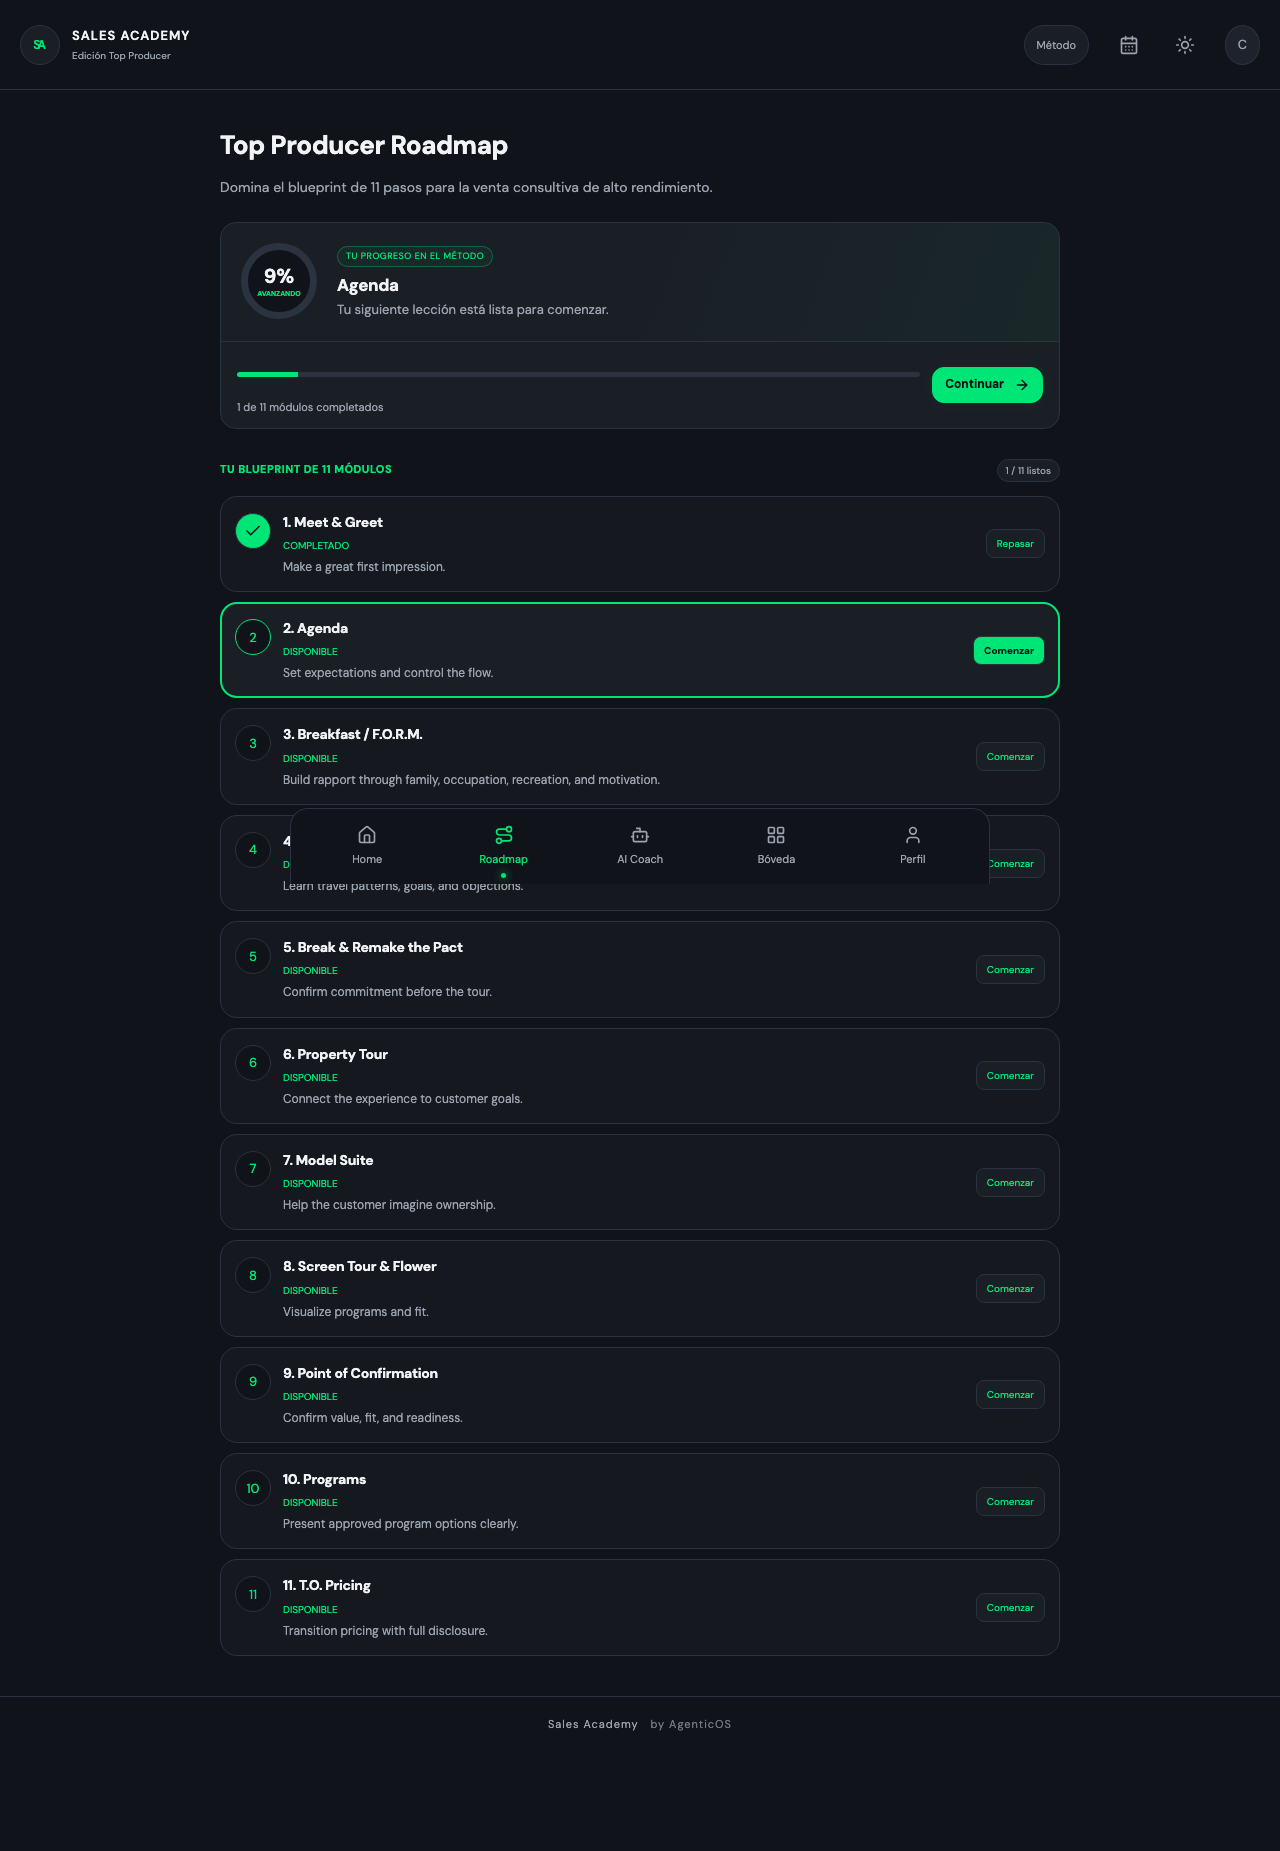 SA
SALES ACADEMY
Edición Top Producer
Método
C
Top Producer Roadmap
Domina el blueprint de 11 pasos para la venta consultiva de alto rendimiento.
9%
AVANZANDO
TU PROGRESO EN EL MÉTODO
Agenda
Tu siguiente lección está lista para comenzar.
Continuar
1 de 11 módulos completados
TU BLUEPRINT DE 11 MÓDULOS
1 / 11 listos
1. Meet & Greet
COMPLETADO
Make a great first impression.
Repasar
2
2. Agenda
DISPONIBLE
Set expectations and control the flow.
Comenzar
3
3. Breakfast / F.O.R.M.
DISPONIBLE
Build rapport through family, occupation, recreation, and motivation.
Comenzar
4
4
D
Learn travel patterns, goals, and objections.
Comenzar
Home
Roadmap
AI Coach
Bóveda
Perfil
5
5. Break & Remake the Pact
DISPONIBLE
Confirm commitment before the tour.
Comenzar
6
6. Property Tour
DISPONIBLE
Connect the experience to customer goals.
Comenzar
7
7. Model Suite
DISPONIBLE
Help the customer imagine ownership.
Comenzar
8
8. Screen Tour & Flower
DISPONIBLE
Visualize programs and fit.
Comenzar
9
9. Point of Confirmation
DISPONIBLE
Confirm value, fit, and readiness.
Comenzar
10
10. Programs
DISPONIBLE
Present approved program options clearly.
Comenzar
11
11. T.O. Pricing
DISPONIBLE
Transition pricing with full disclosure.
Comenzar
Sales Academy by AgenticOS